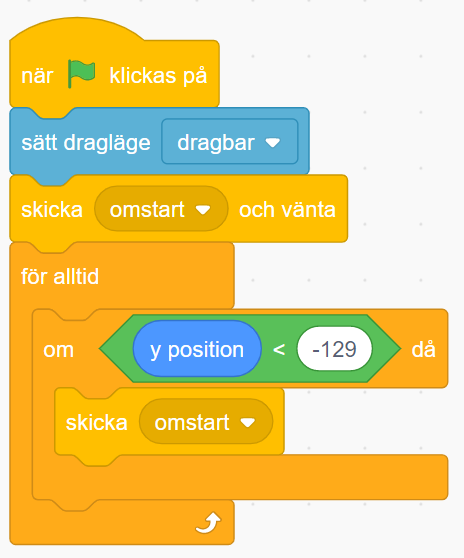 när klickas på
sätt dragläge dragbar
skicka omstart och vänta
för alltid
om y position < -129 då
skicka omstart